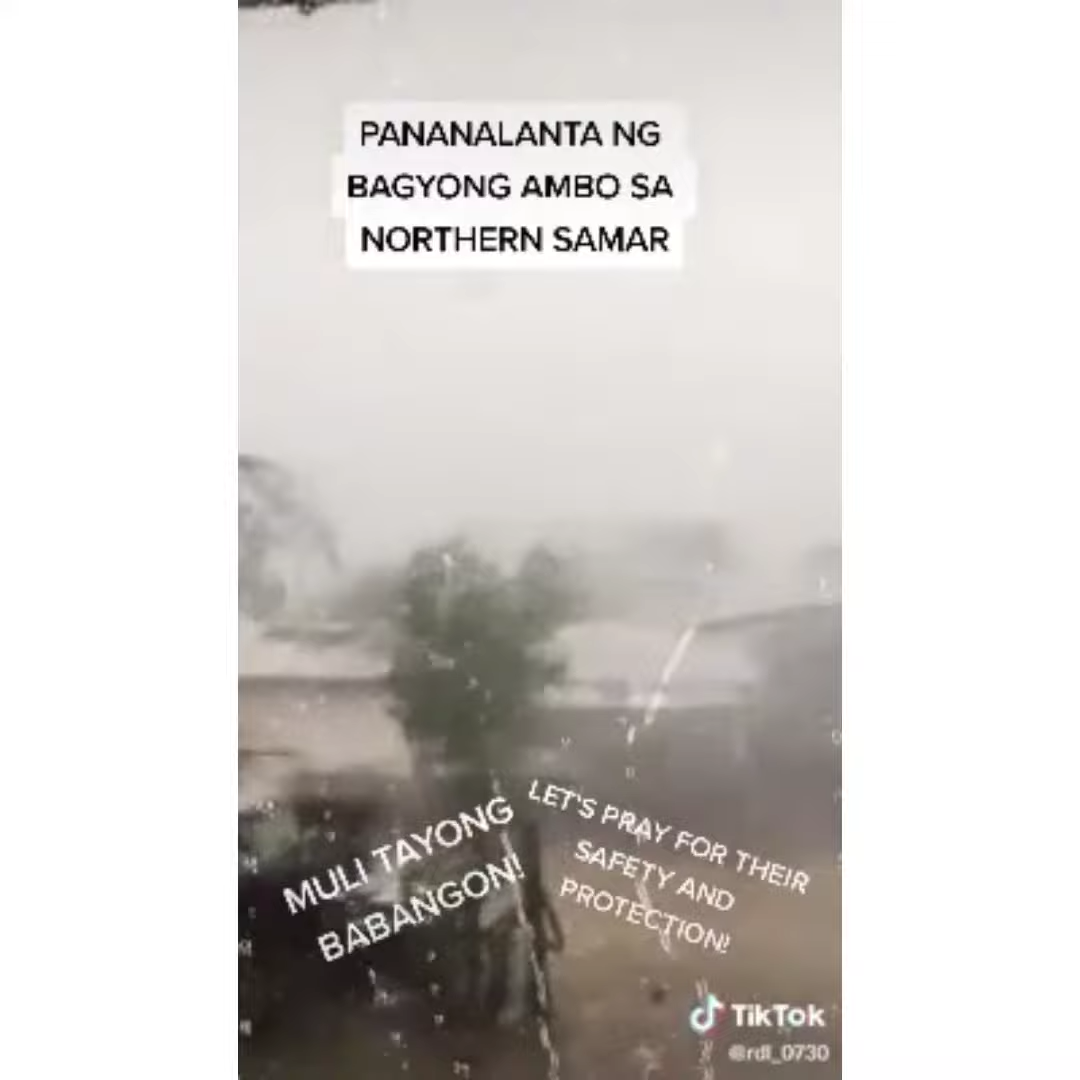 PANANALANTA NG
BAGYONG AMBO SA
NORTHERN SAMAR
MULI TAYONG
BABANGON!
LET'S PRAY FOR THEIR
SAFETY AND
PROTECTION!
TikTok
@rdl_0730